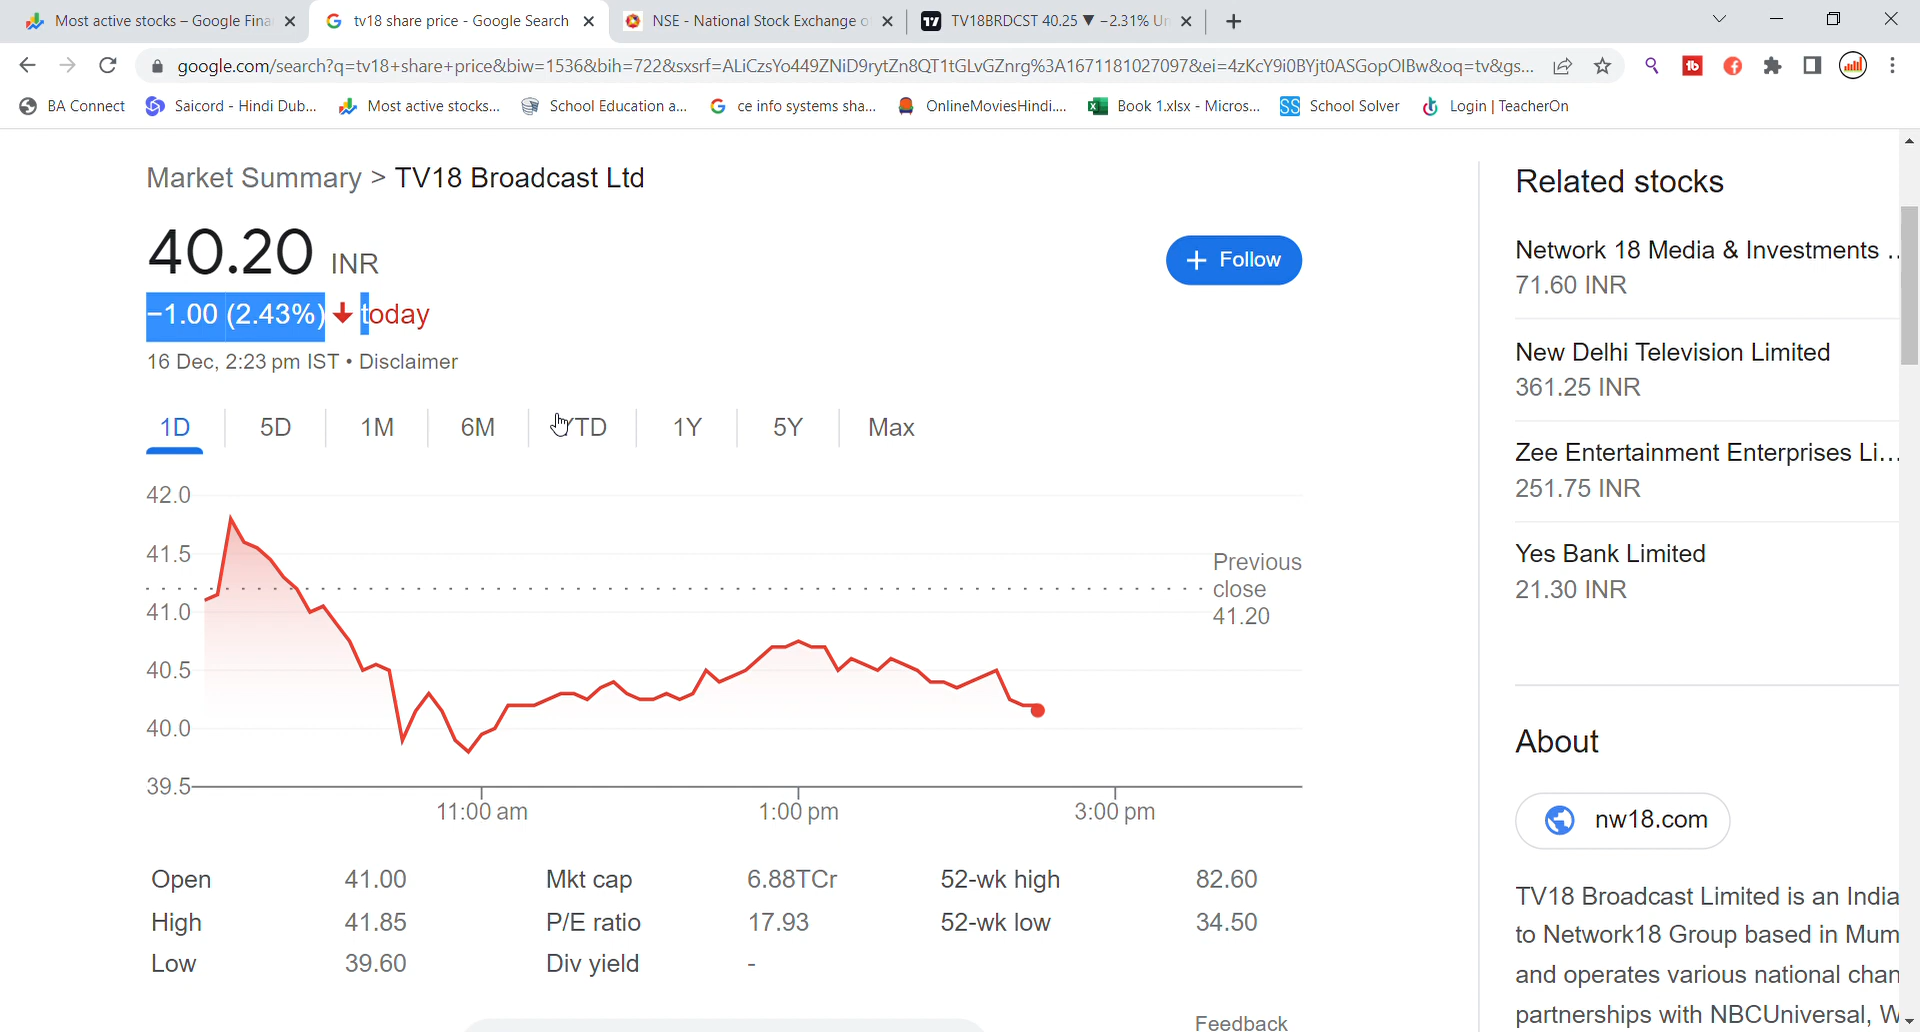 Most active stocks – Google Fina
tv18 share price - Google Search
NSE - National Stock Exchange o
TV18BRDCST 40.25 ▼ −2.31% Un
google.com/search?q=tv18+share+price&biw=1536&bih=722&sxsrf=ALiCzsYo449ZNiD9rytZn8QT1tGLvGZnrg%3A1671181027097&ei=4zKcY9i0BYjt0ASGopOIBw&oq=tv&gs...
BA Connect
Saicord - Hindi Dub...
Most active stocks...
School Education a...
ce info systems sha...
OnlineMoviesHindi....
Book 1.xlsx - Micros...
SS School Solver
Login | TeacherOn
Market Summary > TV18 Broadcast Ltd
40.20 INR
+ Follow
−1.00 (2.43%) ↓ today
16 Dec, 2:23 pm IST • Disclaimer
1D 5D 1M 6M YTD 1Y 5Y Max
42.0
41.5
41.0
40.5
40.0
39.5
Previous
close
41.20
11:00 am 1:00 pm 3:00 pm
Open 41.00 Mkt cap 6.88TCr 52-wk high 82.60
High 41.85 P/E ratio 17.93 52-wk low 34.50
Low 39.60 Div yield -
Feedback
Related stocks
Network 18 Media & Investments ..
71.60 INR
New Delhi Television Limited
361.25 INR
Zee Entertainment Enterprises Li...
251.75 INR
Yes Bank Limited
21.30 INR
About
nw18.com
TV18 Broadcast Limited is an India
to Network18 Group based in Mum
and operates various national chan
partnerships with NBCUniversal, W